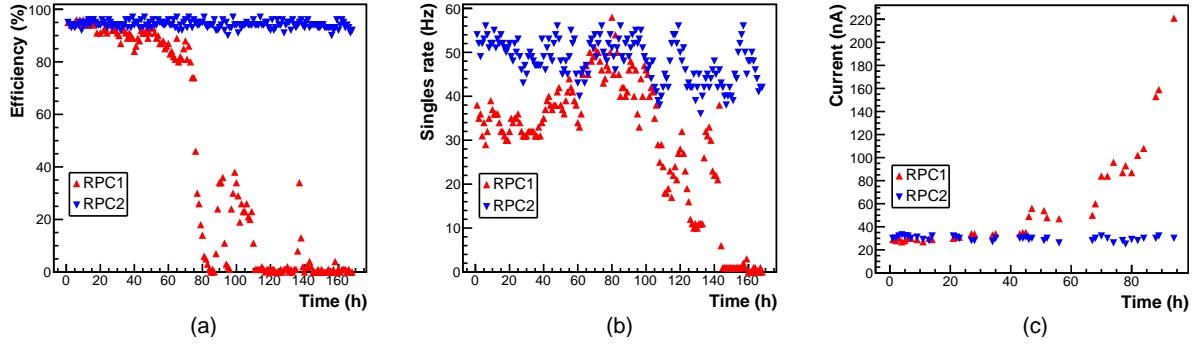 Efficiency (%)
100
80
60
40
20
0
RPC1
RPC2
0 20 40 60 80 100 120 140 160
Time (h)
(a)
Singles rate (Hz)
60
50
40
30
20
10
0
RPC1
RPC2
0 20 40 60 80 100 120 140 160
Time (h)
(b)
Current (nA)
220
200
180
160
140
120
100
80
60
40
20
0
RPC1
RPC2
0 20 40 60 80
Time (h)
(c)